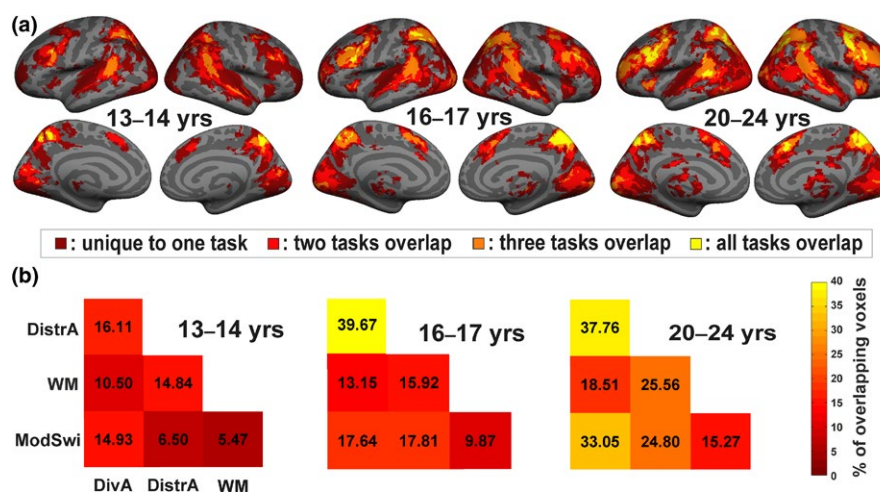 (a)
13–14 yrs
16–17 yrs
20–24 yrs
: unique to one task
: two tasks overlap
: three tasks overlap
: all tasks overlap
(b)
DistrA
WM
ModSwi
DivA DistrA WM
13–14 yrs
16.11
10.50 14.84
14.93 6.50 5.47
16–17 yrs
39.67
13.15 15.92
17.64 17.81 9.87
20–24 yrs
37.76
18.51 25.56
33.05 24.80 15.27
40
35
30
25
20
15
10
5
0
% of overlapping voxels